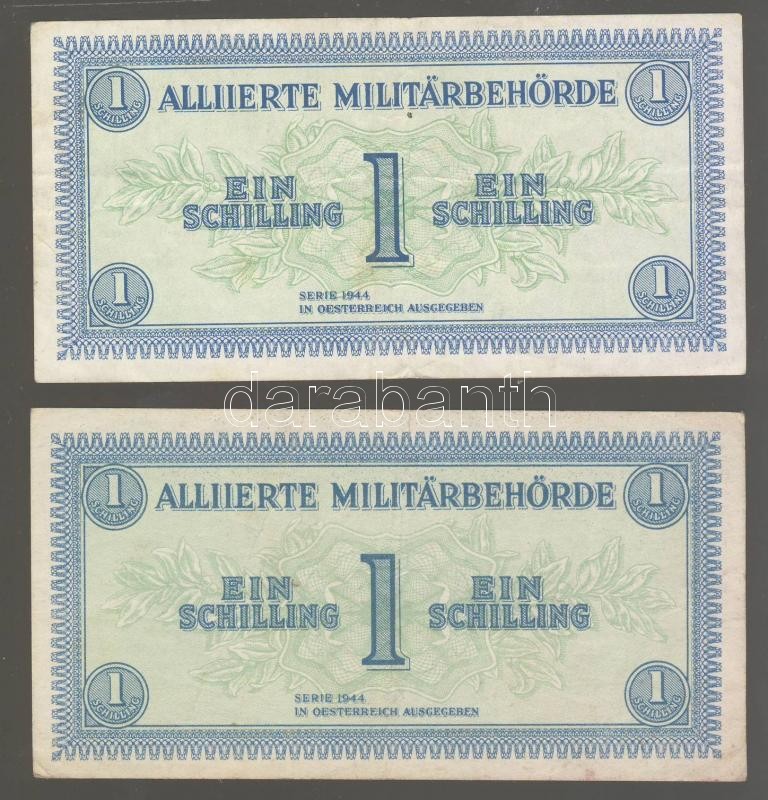 1 ALLIIERTE MILITÄRBEHÖRDE 1
SCHILLING SCHILLING
EIN 1 EIN
SCHILLING SCHILLING
1 1
SCHILLING SCHILLING
SERIE 1944
IN OESTERREICH AUSGEGEBEN
darabanth
1 ALLIIERTE MILITÄRBEHÖRDE 1
SCHILLING SCHILLING
EIN 1 EIN
SCHILLING SCHILLING
1 1
SCHILLING SCHILLING
SERIE 1944
IN OESTERREICH AUSGEGEBEN